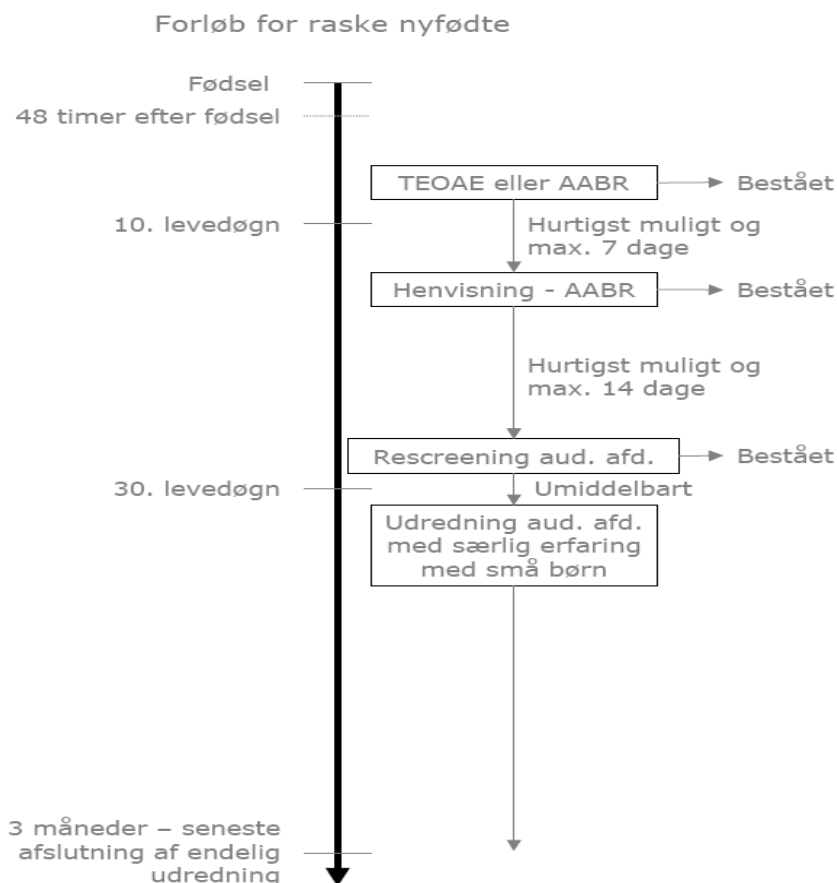 Forløb for raske nyfødte
Fødsel
48 timer efter fødsel
TEOAE eller AABR
Bestået
10. levedøgn
Hurtigst muligt og
max. 7 dage
Henvisning - AABR
Bestået
Hurtigst muligt og
max. 14 dage
Rescreening aud. afd.
Bestået
30. levedøgn
Umiddelbart
Udredning aud. afd.
med særlig erfaring
med små børn
3 måneder – seneste
afslutning af endelig
udredning